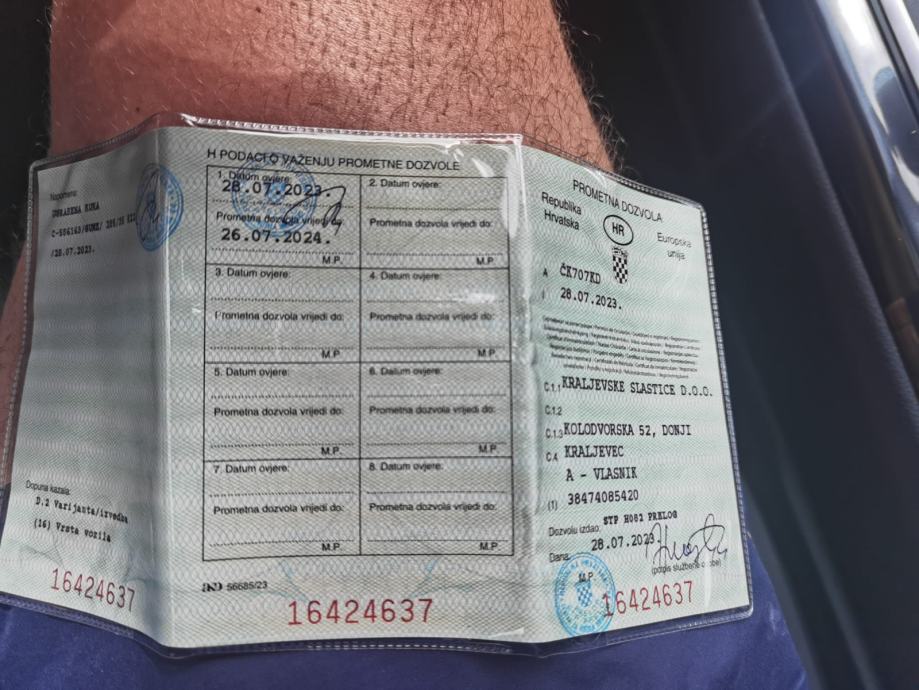 Napomena:
UGRAĐENA KUKA
/28.07.2023.
Dopuna kazala:
D.2 Varijanta/izvedba
(16) Vrsta vozila
16424637
H PODACI O VAŽENJU PROMETNE DOZVOLE
1. Datum ovjere:
28.07.2023.
Prometna dozvola vrijedi do:
26.07.2024.
M.P.
2. Datum ovjere:
Prometna dozvola vrijedi do:
M.P.
3. Datum ovjere:
Prometna dozvola vrijedi do:
M.P.
4. Datum ovjere:
Prometna dozvola vrijedi do:
M.P.
5. Datum ovjere:
Prometna dozvola vrijedi do:
M.P.
6. Datum ovjere:
Prometna dozvola vrijedi do:
M.P.
7. Datum ovjere:
Prometna dozvola vrijedi do:
M.P.
8. Datum ovjere:
Prometna dozvola vrijedi do:
M.P.
56685/23
16424637
PROMETNA DOZVOLA
Republika
Hrvatska
HR
Europska
unija
A ČK707KD
I 28.07.2023.
C.1.1 KRALJEVSKE SLASTICE D.O.O.
C.1.2
C.1.3 KOLODVORSKA 52, DONJI
KRALJEVEC
C.4 A - VLASNIK
(1) 38474085420
Dozvolu izdao: STP H082 PRELOG
Dana: 28.07.2023.
(potpis službene osobe)
M.P.
16424637